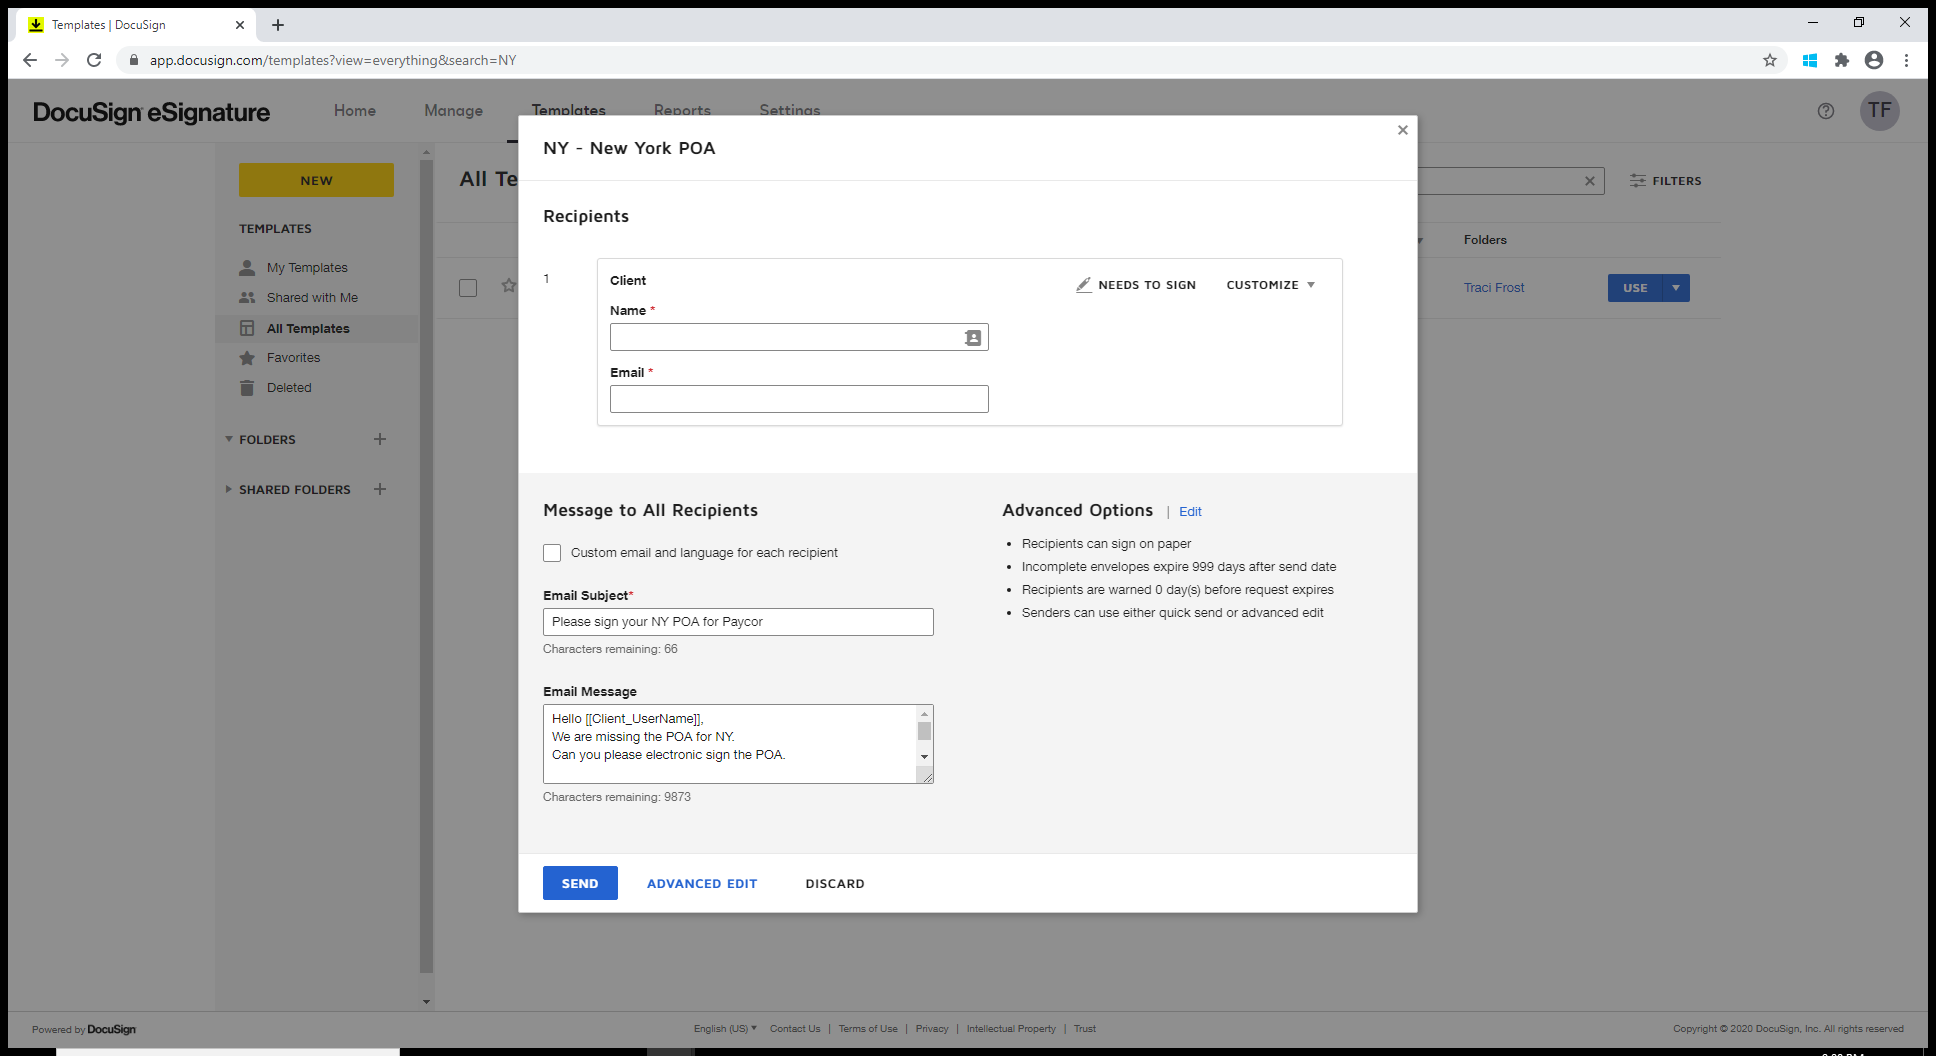 Templates | DocuSign
app.docusign.com/templates?view=everything&search=NY
DocuSign eSignature
Home
Manage
Templates
Reports
Settings
TF
NEW
TEMPLATES
My Templates
Shared with Me
All Templates
Favorites
Deleted
FOLDERS
SHARED FOLDERS
All Te
FILTERS
Folders
Traci Frost
USE
NY - New York POA
Recipients
1
Client
NEEDS TO SIGN
CUSTOMIZE
Name *
Email *
Message to All Recipients
Custom email and language for each recipient
Email Subject*
Please sign your NY POA for Paycor
Characters remaining: 66
Email Message
Hello [[Client_UserName]],
We are missing the POA for NY.
Can you please electronic sign the POA.
Characters remaining: 9873
Advanced Options | Edit
• Recipients can sign on paper
• Incomplete envelopes expire 999 days after send date
• Recipients are warned 0 day(s) before request expires
• Senders can use either quick send or advanced edit
SEND
ADVANCED EDIT
DISCARD
Powered by DocuSign
English (US) Contact Us | Terms of Use | Privacy | Intellectual Property | Trust
Copyright © 2020 DocuSign, Inc. All rights reserved